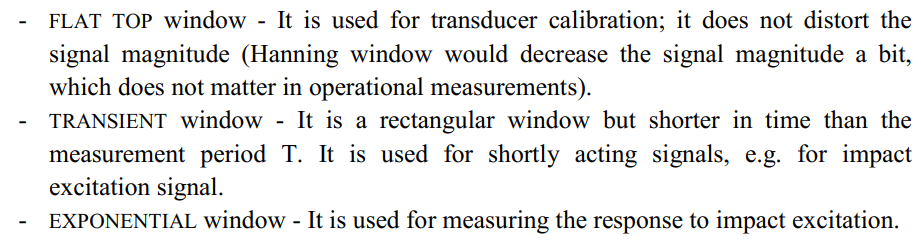 - FLAT TOP window - It is used for transducer calibration; it does not distort the
signal magnitude (Hanning window would decrease the signal magnitude a bit,
which does not matter in operational measurements).
- TRANSIENT window - It is a rectangular window but shorter in time than the
measurement period T. It is used for shortly acting signals, e.g. for impact
excitation signal.
- EXPONENTIAL window - It is used for measuring the response to impact excitation.